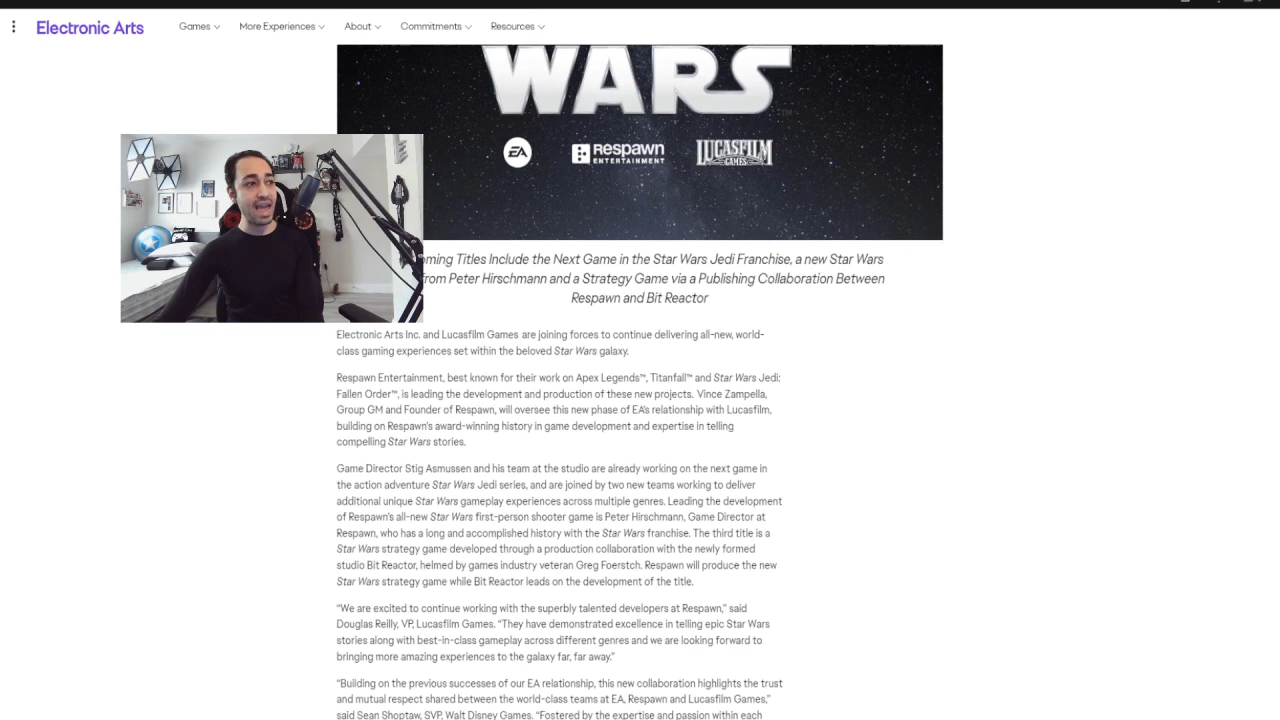 Electronic Arts
Games
More Experiences
About
Commitments
Resources
WARS
EA
Respawn
ENTERTAINMENT
LUCASFILM
GAMES
oming Titles Include the Next Game in the Star Wars Jedi Franchise, a new Star Wars
from Peter Hirschmann and a Strategy Game via a Publishing Collaboration Between
Respawn and Bit Reactor
Electronic Arts Inc. and Lucasfilm Games are joining forces to continue delivering all-new, world-
class gaming experiences set within the beloved Star Wars galaxy.
Respawn Entertainment, best known for their work on Apex Legends™, Titanfall™ and Star Wars Jedi:
Fallen Order™, is leading the development and production of these new projects. Vince Zampella,
Group GM and Founder of Respawn, will oversee this new phase of EA's relationship with Lucasfilm,
building on Respawn's award-winning history in game development and expertise in telling
compelling Star Wars stories.
Game Director Stig Asmussen and his team at the studio are already working on the next game in
the action adventure Star Wars Jedi series, and are joined by two new teams working to deliver
additional unique Star Wars gameplay experiences across multiple genres. Leading the development
of Respawn's all-new Star Wars first-person shooter game is Peter Hirschmann, Game Director at
Respawn, who has a long and accomplished history with the Star Wars franchise. The third title is a
Star Wars strategy game developed through a production collaboration with the newly formed
studio Bit Reactor, helmed by games industry veteran Greg Foerstch. Respawn will produce the new
Star Wars strategy game while Bit Reactor leads on the development of the title.
“We are excited to continue working with the superbly talented developers at Respawn,” said
Douglas Reilly, VP, Lucasfilm Games. “They have demonstrated excellence in telling epic Star Wars
stories along with best-in-class gameplay across different genres and we are looking forward to
bringing more amazing experiences to the galaxy far, far away.”
“Building on the previous successes of our EA relationship, this new collaboration highlights the trust
and mutual respect shared between the world-class teams at EA, Respawn and Lucasfilm Games,”
said Sean Shoptaw, SVP, Walt Disney Games. “Fostered by the expertise and passion within each